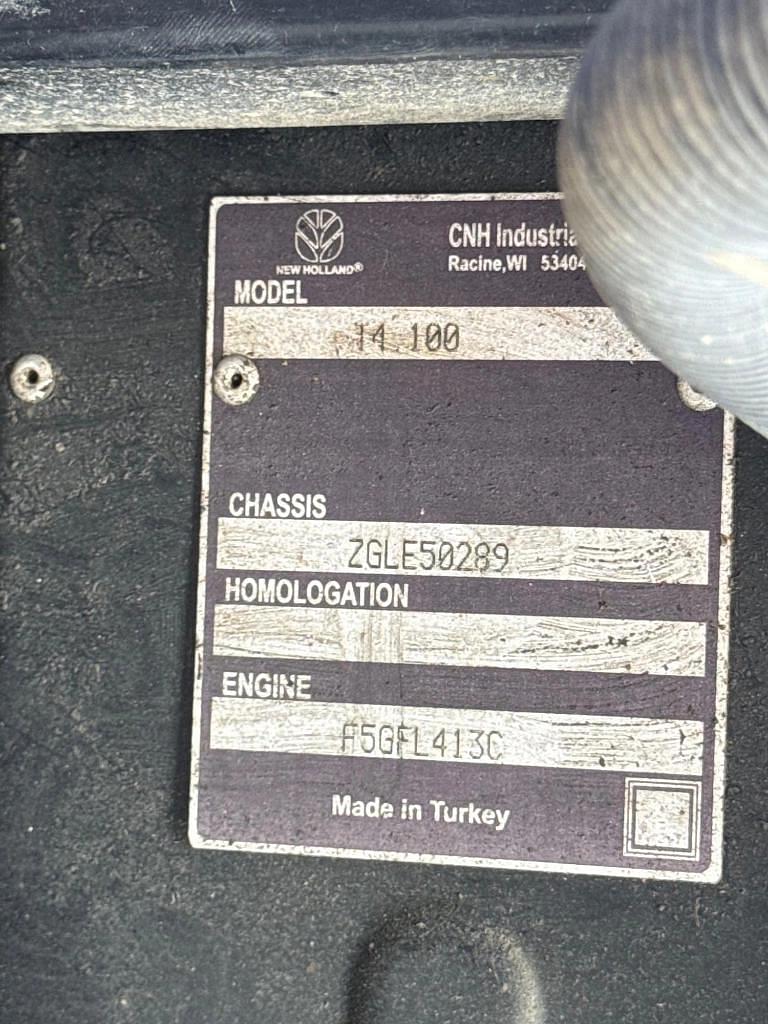 NEW HOLLAND®
CNH Industria
Racine,WI 53404
MODEL
T4.100
CHASSIS
ZGLE50289
HOMOLOGATION
ENGINE
F5GFL413C
Made in Turkey